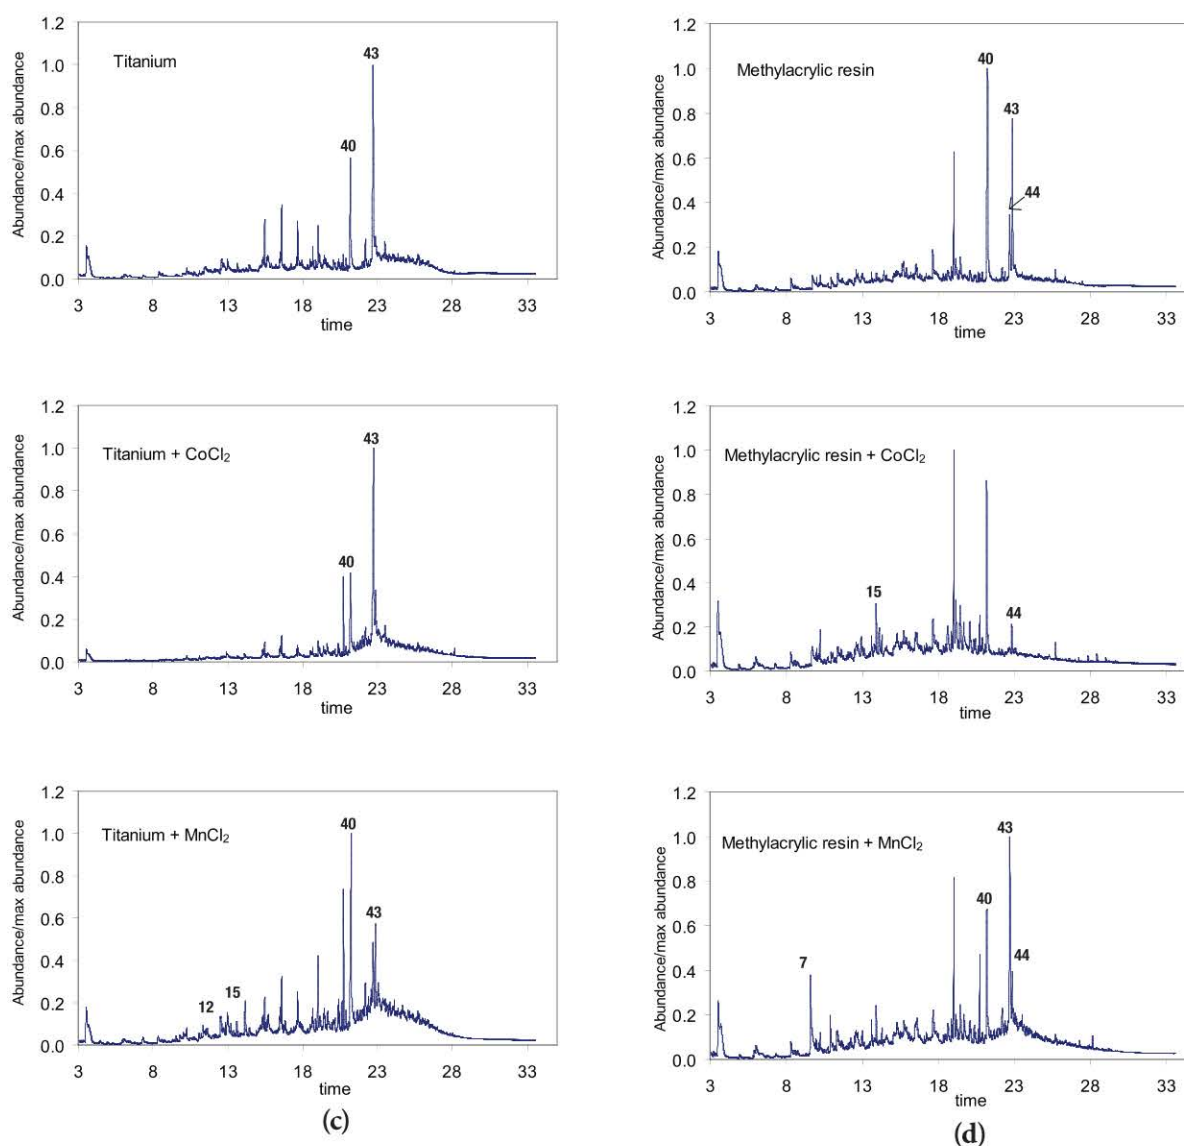 1.2
1.0
0.8
0.6
0.4
0.2
0.0
Abundance/max abundance
Titanium
43
40
3 8 13 18 23 28 33
time
1.2
1.0
0.8
0.6
0.4
0.2
0.0
Abundance/max abundance
Titanium + CoCl₂
43
40
3 8 13 18 23 28 33
time
1.2
1.0
0.8
0.6
0.4
0.2
0.0
Abundance/max abundance
Titanium + MnCl₂
40
43
15
12
3 8 13 18 23 28 33
time
(c)
1.2
1.0
0.8
0.6
0.4
0.2
0.0
Abundance/max abundance
Methylacrylic resin
40
43
44
3 8 13 18 23 28 33
time
1.2
1.0
0.8
0.6
0.4
0.2
0.0
Abundance/max abundance
Methylacrylic resin + CoCl₂
15
44
3 8 13 18 23 28 33
time
1.2
1.0
0.8
0.6
0.4
0.2
0.0
Abundance/max abundance
Methylacrylic resin + MnCl₂
43
40
7
44
3 8 13 18 23 28 33
time
(d)